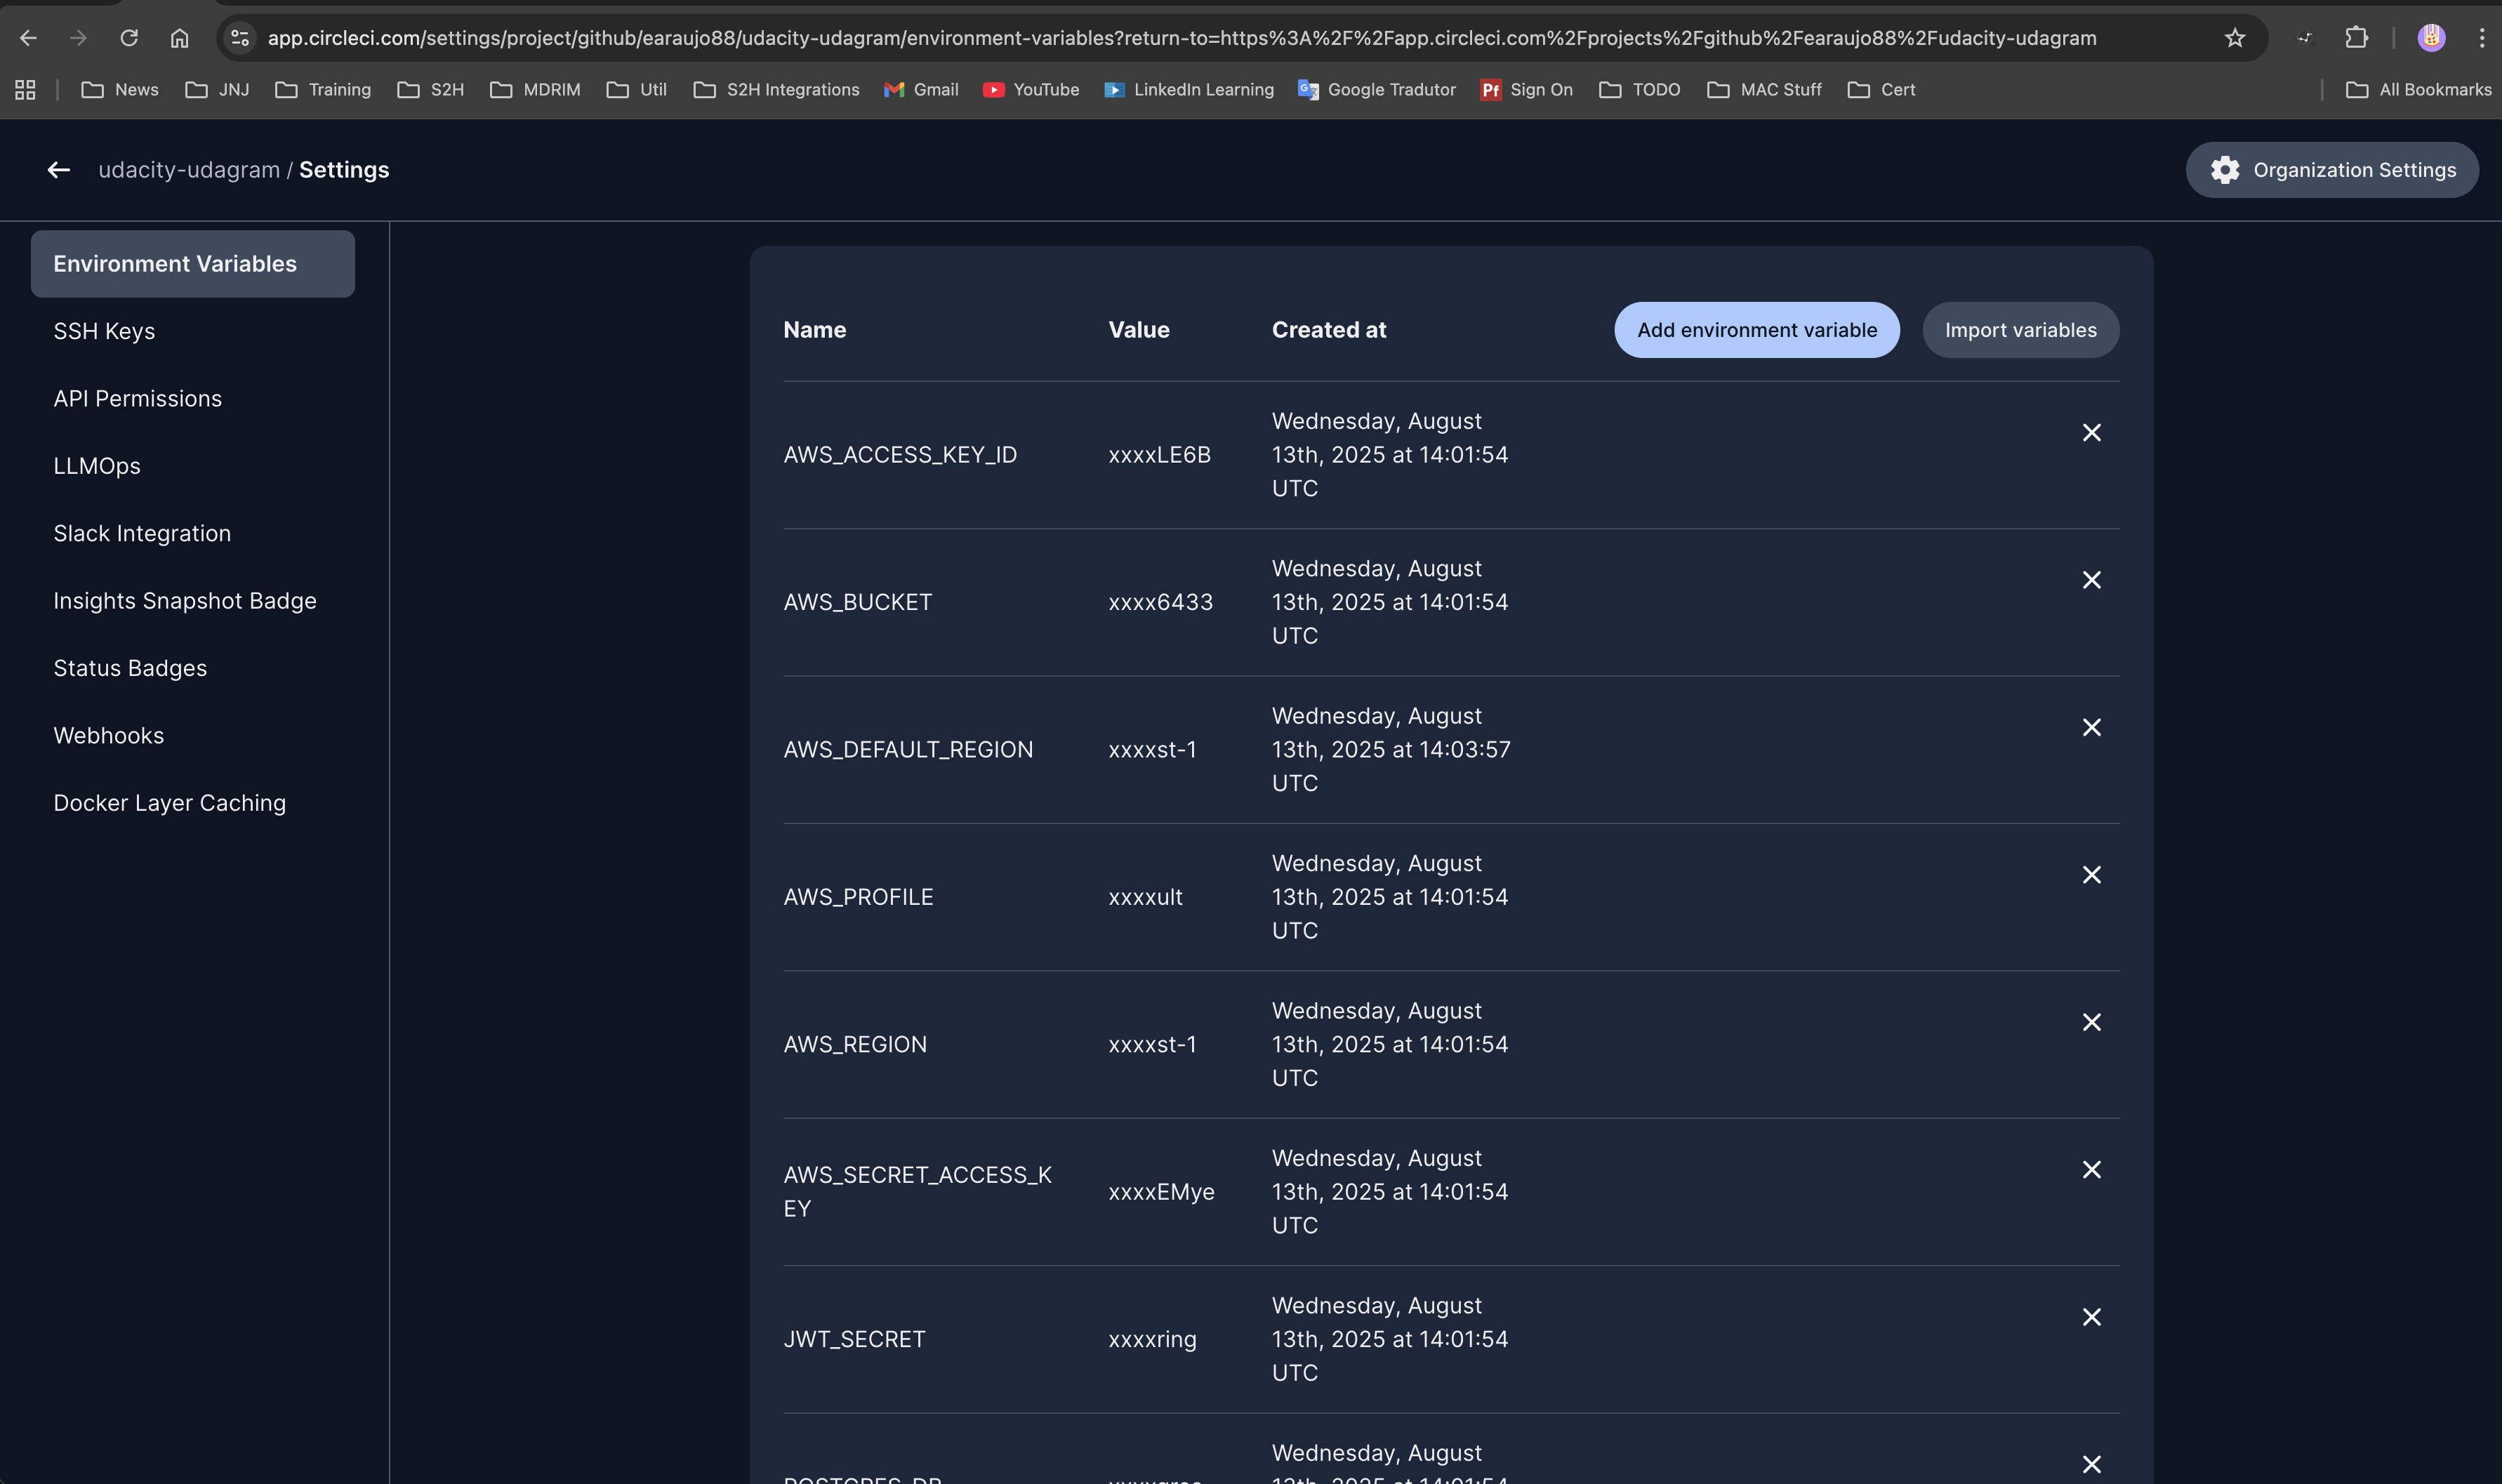 app.circleci.com/settings/project/github/earaujo88/udacity-udagram/environment-variables?return-to=https%3A%2F%2Fapp.circleci.com%2Fprojects%2Fgithub%2Fearaujo88%2Fudacity-udagram
News JNJ Training S2H MDRIM Util S2H Integrations Gmail YouTube LinkedIn Learning Google Tradutor Pf Sign On TODO MAC Stuff Cert All Bookmarks
udacity-udagram / Settings
Organization Settings
Environment Variables
SSH Keys
API Permissions
LLMOps
Slack Integration
Insights Snapshot Badge
Status Badges
Webhooks
Docker Layer Caching
Name Value Created at Add environment variable Import variables
Wednesday, August
AWS_ACCESS_KEY_ID xxxxLE6B 13th, 2025 at 14:01:54
UTC
Wednesday, August
AWS_BUCKET xxxx6433 13th, 2025 at 14:01:54
UTC
Wednesday, August
AWS_DEFAULT_REGION xxxxst-1 13th, 2025 at 14:03:57
UTC
Wednesday, August
AWS_PROFILE xxxxult 13th, 2025 at 14:01:54
UTC
Wednesday, August
AWS_REGION xxxxst-1 13th, 2025 at 14:01:54
UTC
Wednesday, August
AWS_SECRET_ACCESS_K
EY
xxxxEMye 13th, 2025 at 14:01:54
UTC
Wednesday, August
JWT_SECRET xxxxring 13th, 2025 at 14:01:54
UTC
Wednesday, August